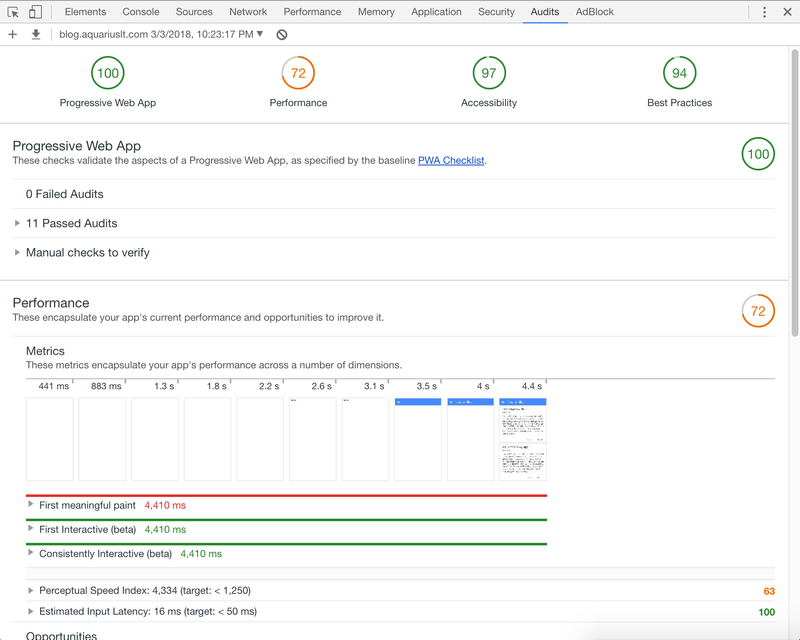 Elements Console Sources Network Performance Memory Application Security Audits AdBlock
blog.aquariuslt.com 3/3/2018, 10:23:17 PM ▼
100 72 97 94
Progressive Web App Performance Accessibility Best Practices
Progressive Web App
These checks validate the aspects of a Progressive Web App, as specified by the baseline PWA Checklist.
100
0 Failed Audits
11 Passed Audits
Manual checks to verify
Performance
These encapsulate your app's current performance and opportunities to improve it.
72
Metrics
These metrics encapsulate your app's performance across a number of dimensions.
441 ms 883 ms 1.3 s 1.8 s 2.2 s 2.6 s 3.1 s 3.5 s 4 s 4.4 s
First meaningful paint 4,410 ms
First Interactive (beta) 4,410 ms
Consistently Interactive (beta) 4,410 ms
Perceptual Speed Index: 4,334 (target: < 1,250) 63
Estimated Input Latency: 16 ms (target: < 50 ms) 100
Opportunities